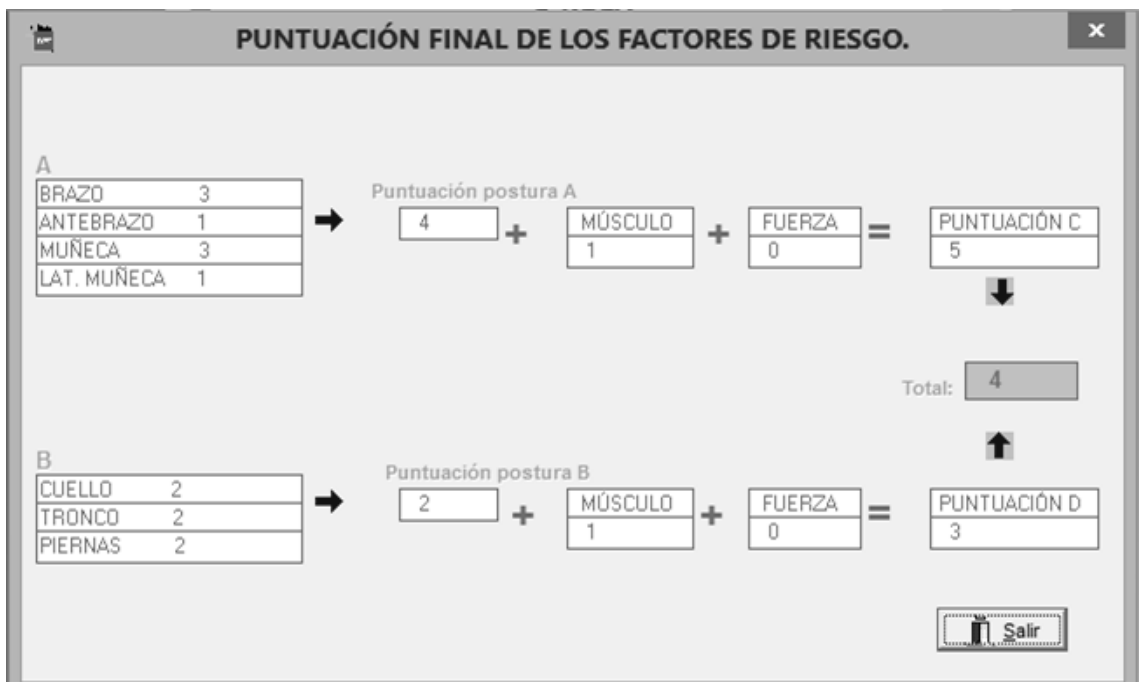 PUNTUACIÓN FINAL DE LOS FACTORES DE RIESGO.
A
BRAZO 3
ANTEBRAZO 1
MUÑECA 3
LAT. MUÑECA 1
Puntuación postura A
4 + MÚSCULO 1 + FUERZA 0 = PUNTUACIÓN C 5
Total: 4
B
CUELLO 2
TRONCO 2
PIERNAS 2
Puntuación postura B
2 + MÚSCULO 1 + FUERZA 0 = PUNTUACIÓN D 3
Salir